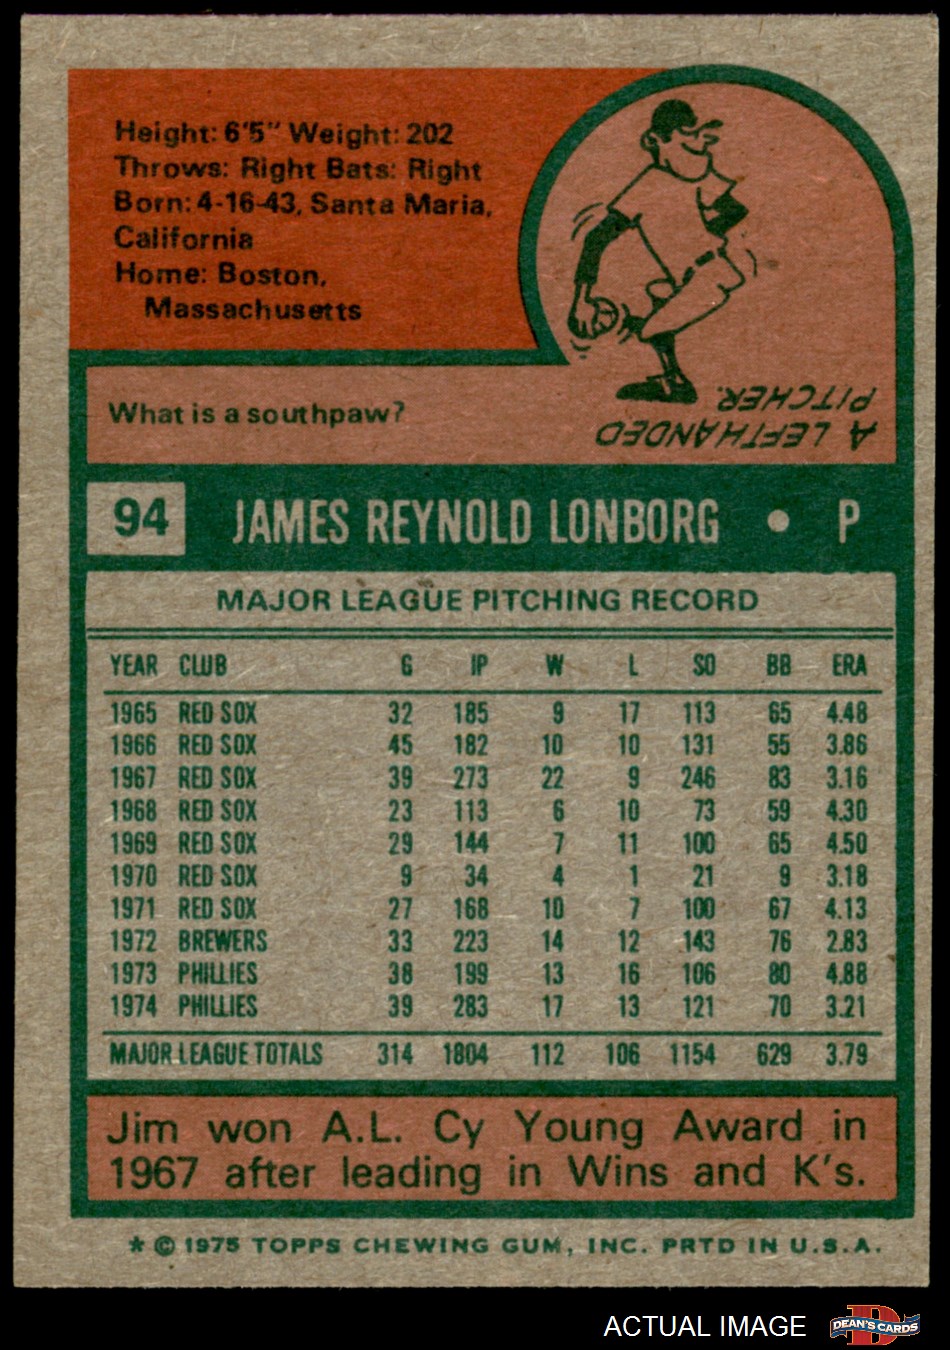 Height: 6'5" Weight: 202
Throws: Right Bats: Right
Born: 4-16-43, Santa Maria,
California
Home: Boston,
Massachusetts
What is a southpaw?
A LEFTHANDED
PITCHER.
94 JAMES REYNOLD LONBORG • P
MAJOR LEAGUE PITCHING RECORD
YEAR CLUB G IP W L SO BB ERA
1965 RED SOX 32 185 9 17 113 65 4.48
1966 RED SOX 45 182 10 10 131 55 3.86
1967 RED SOX 39 273 22 9 246 83 3.16
1968 RED SOX 23 113 6 10 73 59 4.30
1969 RED SOX 29 144 7 11 100 65 4.50
1970 RED SOX 9 34 4 1 21 9 3.18
1971 RED SOX 27 168 10 7 100 67 4.13
1972 BREWERS 33 223 14 12 143 76 2.83
1973 PHILLIES 38 199 13 16 106 80 4.88
1974 PHILLIES 39 283 17 13 121 70 3.21
MAJOR LEAGUE TOTALS 314 1804 112 106 1154 629 3.79
Jim won A.L. Cy Young Award in
1967 after leading in Wins and K's.
* © 1975 TOPPS CHEWING GUM, INC. PRTD IN U.S.A.
ACTUAL IMAGE
D
DEAN'S CARDS